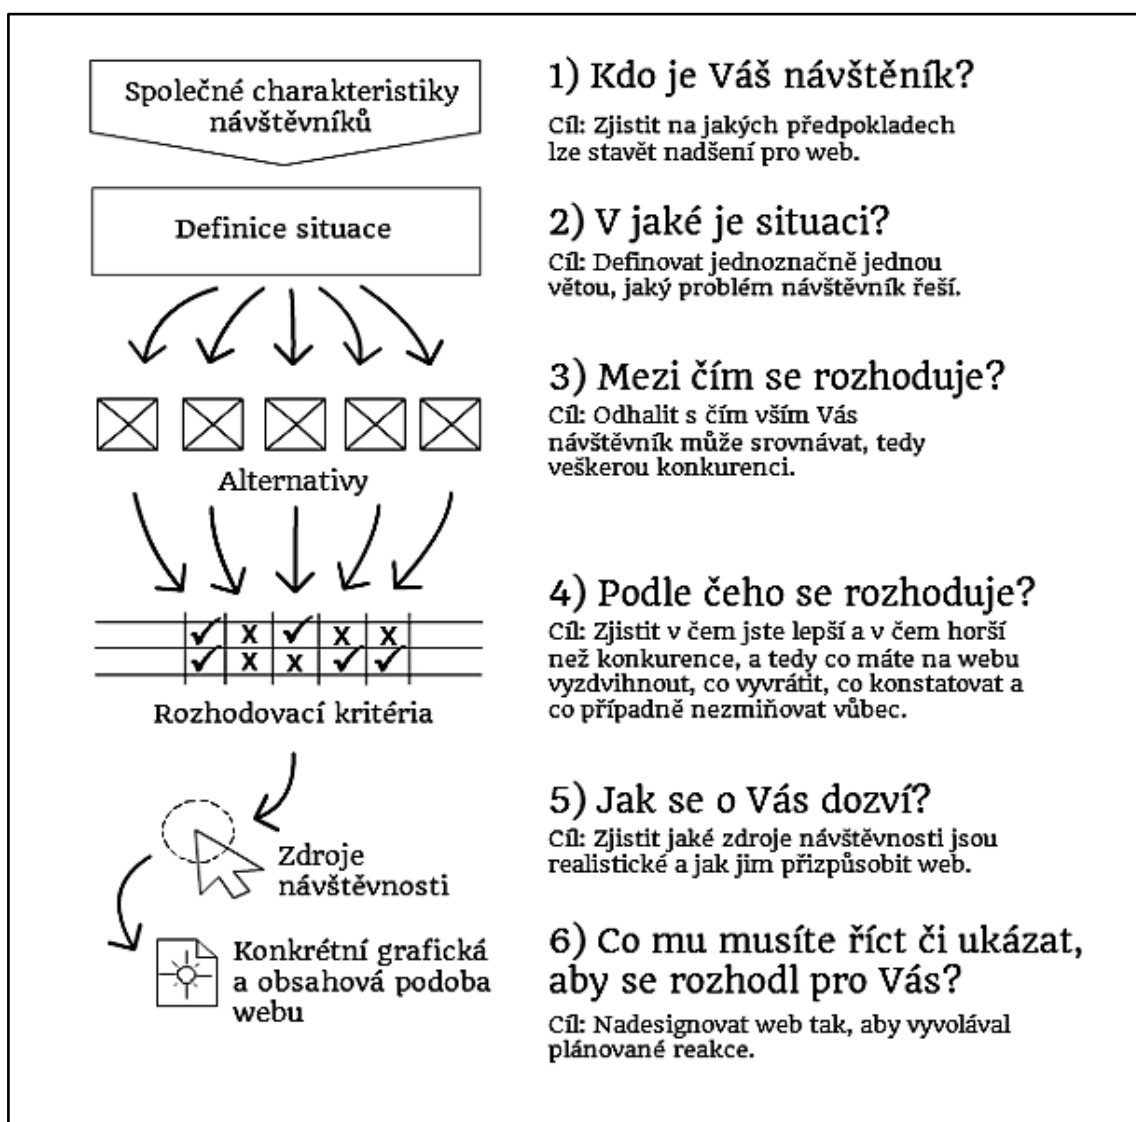 Společné charakteristiky
návštěvníků
1) Kdo je Váš návštěník?
Cíl: Zjistit na jakých předpokladech
lze stavět nadšení pro web.
Definice situace
2) V jaké je situaci?
Cíl: Definovat jednoznačně jednou
větou, jaký problém návštěvník řeší.
3) Mezi čím se rozhoduje?
Cíl: Odhalit s čím vším Vás
návštěvník může srovnávat, tedy
veškerou konkurenci.
Alternativy
4) Podle čeho se rozhoduje?
Cíl: Zjistit v čem jste lepší a v čem horší
než konkurence, a tedy co máte na webu
vyzdvihnout, co vyvrátit, co konstatovat a
co případně nezmiňovat vůbec.
✓ x ✓ x x
✓ x x ✓ ✓
Rozhodovací kritéria
5) Jak se o Vás dozví?
Cíl: Zjistit jaké zdroje návštěvnosti jsou
realistické a jak jim přizpůsobit web.
Zdroje
návštěvnosti
6) Co mu musíte říct či ukázat,
aby se rozhodl pro Vás?
Cíl: Nadesignovat web tak, aby vyvolával
plánované reakce.
Konkrétní grafická
a obsahová podoba
webu